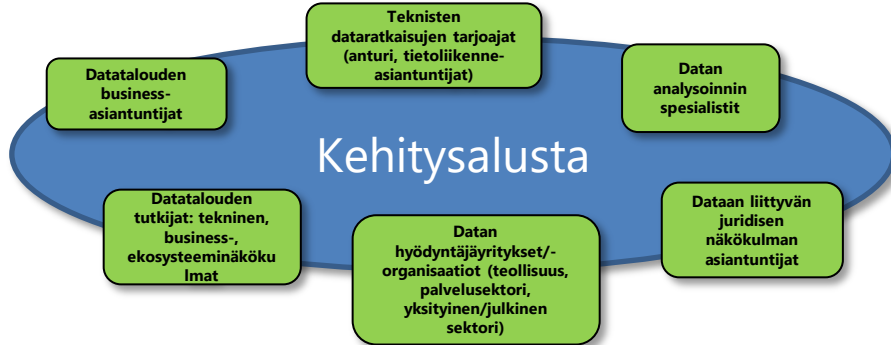 Teknisten
dataratkaisujen tarjoajat
(anturi, tietoliikenne-
asiantuntijat)
Datatalouden
business-
asiantuntijat
Datan
analysoinnin
spesialistit
Kehitysalusta
Datatalouden
tutkijat: tekninen,
business-,
ekosysteeminäköku
lmat
Datan
hyödyntäjäyritykset/-
organisaatiot (teollisuus,
palvelusektori,
yksityinen/julkinen
sektori)
Dataan liittyvän
juridisen
näkökulman
asiantuntijat